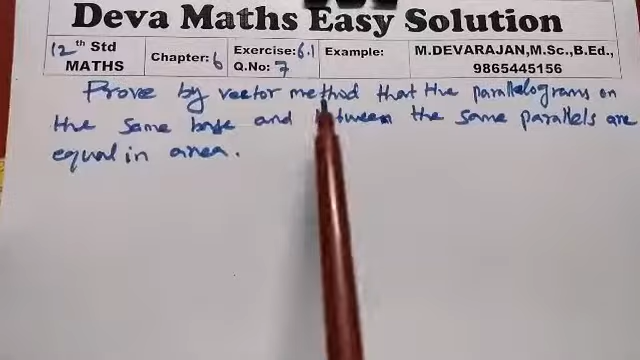 Deva Maths Easy Solution
12th Std MATHS Chapter: 6 Exercise: 6.1 Q.No: 7 Example: M.DEVARAJAN,M.Sc.,B.Ed., 9865445156
Prove by vector method that the parallelograms on
the same base and between the same parallels are
equal in area.